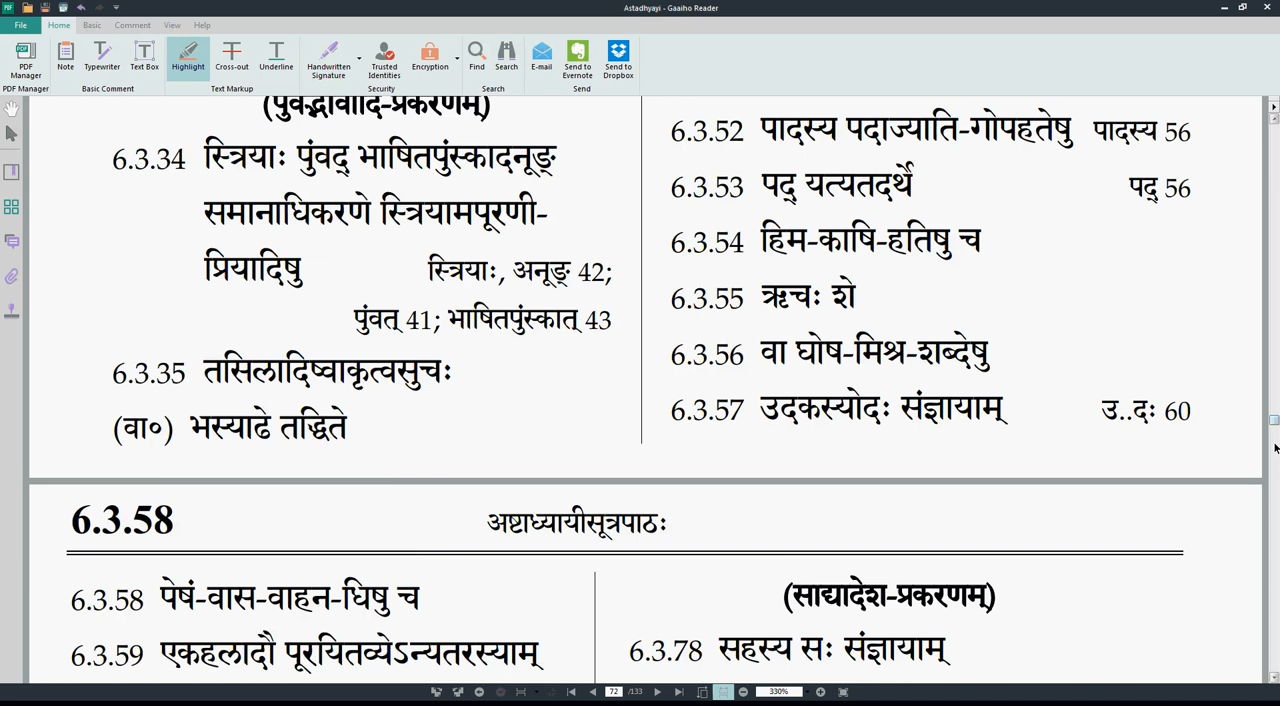 Astadhyayi - Gaaiho Reader
File Home Basic Comment View Help
PDF Manager Note Typewriter Text Box Highlight Cross-out Underline Handwritten Signature Trusted Identities Encryption Find Search E-mail Send to Evernote Send to Dropbox
PDF Manager Basic Comment Text Markup Security Search Send
(पुंवद्भावादि-प्रकरणम्)
6.3.34 स्त्रियाः पुंवद् भाषितपुंस्कादनूङ्
समानाधिकरणे स्त्रियामपूरणी-
प्रियादिषु स्त्रियाः, अनूङ् 42;
पुंवत् 41; भाषितपुंस्कात् 43
6.3.35 तसिलादिष्वाकृत्वसुचः
(वा०) भस्याढे तद्धिते
6.3.52 पादस्य पदाज्याति-गोपहतेषु पादस्य 56
6.3.53 पद् यत्यतदर्थे पद् 56
6.3.54 हिम-काषि-हतिषु च
6.3.55 ऋचः शे
6.3.56 वा घोष-मिश्र-शब्देषु
6.3.57 उदकस्योदः संज्ञायाम् उ..दः 60
6.3.58 अष्टाध्यायीसूत्रपाठः
6.3.58 पेषं-वास-वाहन-धिषु च
6.3.59 एकहलादौ पूरयितव्येऽन्यतरस्याम्
(साद्यादेश-प्रकरणम्)
6.3.78 सहस्य सः संज्ञायाम्
72 /133 330%